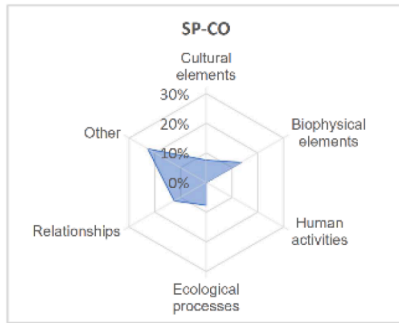 SP-CO
Cultural
elements
30%
20%
10%
0%
Biophysical
elements
Other
Relationships
Human
activities
Ecological
processes